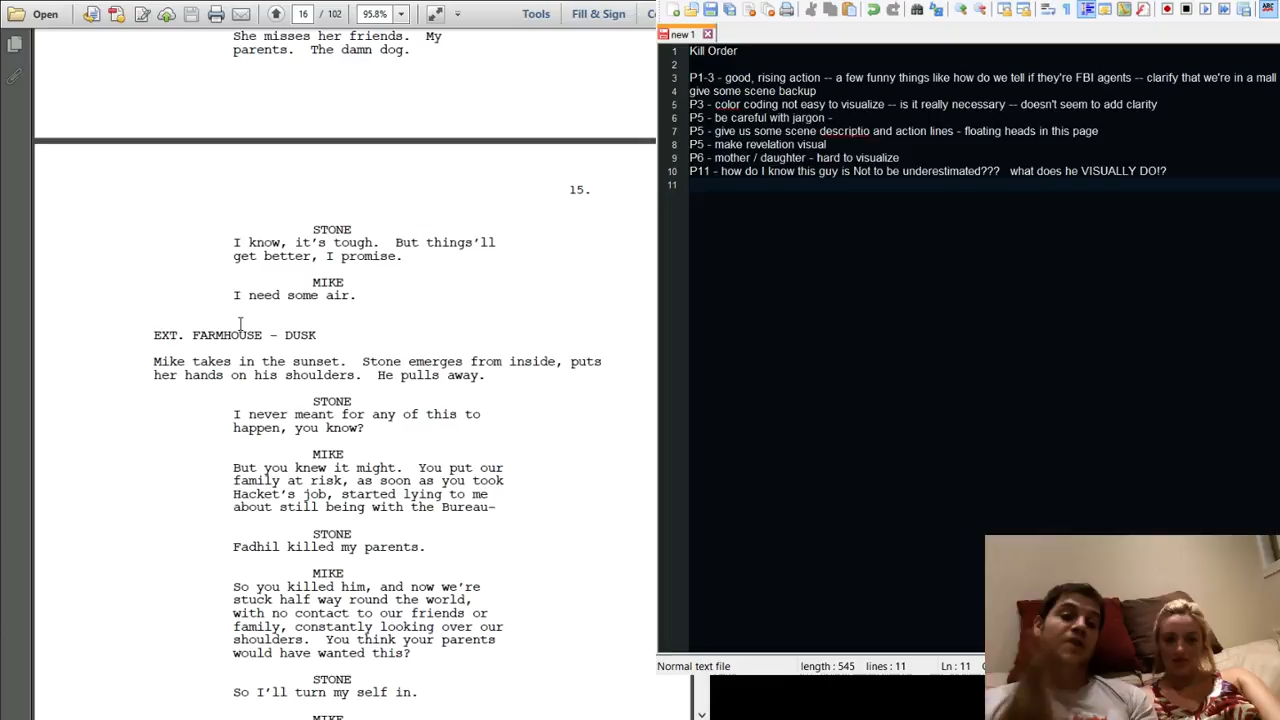 Open
16 / 102
95.8%
Tools
Fill & Sign
She misses her friends. My
parents. The damn dog.
15.
STONE
I know, it's tough. But things'll
get better, I promise.
MIKE
I need some air.
EXT. FARMHOUSE - DUSK
Mike takes in the sunset. Stone emerges from inside, puts
her hands on his shoulders. He pulls away.
STONE
I never meant for any of this to
happen, you know?
MIKE
But you knew it might. You put our
family at risk, as soon as you took
Hacket's job, started lying to me
about still being with the Bureau-
STONE
Fadhil killed my parents.
MIKE
So you killed him, and now we're
stuck half way round the world,
with no contact to our friends or
family, constantly looking over our
shoulders. You think your parents
would have wanted this?
STONE
So I'll turn my self in.
MIKE
new 1
1 Kill Order
2
3 P1-3 - good, rising action -- a few funny things like how do we tell if they're FBI agents -- clarify that we're in a mall
4 give some scene backup
5 P3 - color coding not easy to visualize -- is it really necessary -- doesn't seem to add clarity
6 P5 - be careful with jargon -
7 P5 - give us some scene descriptio and action lines - floating heads in this page
8 P5 - make revelation visual
9 P6 - mother / daughter - hard to visualize
10 P11 - how do I know this guy is Not to be underestimated??? what does he VISUALLY DO!?
11
Normal text file
length : 545 lines : 11
Ln : 11